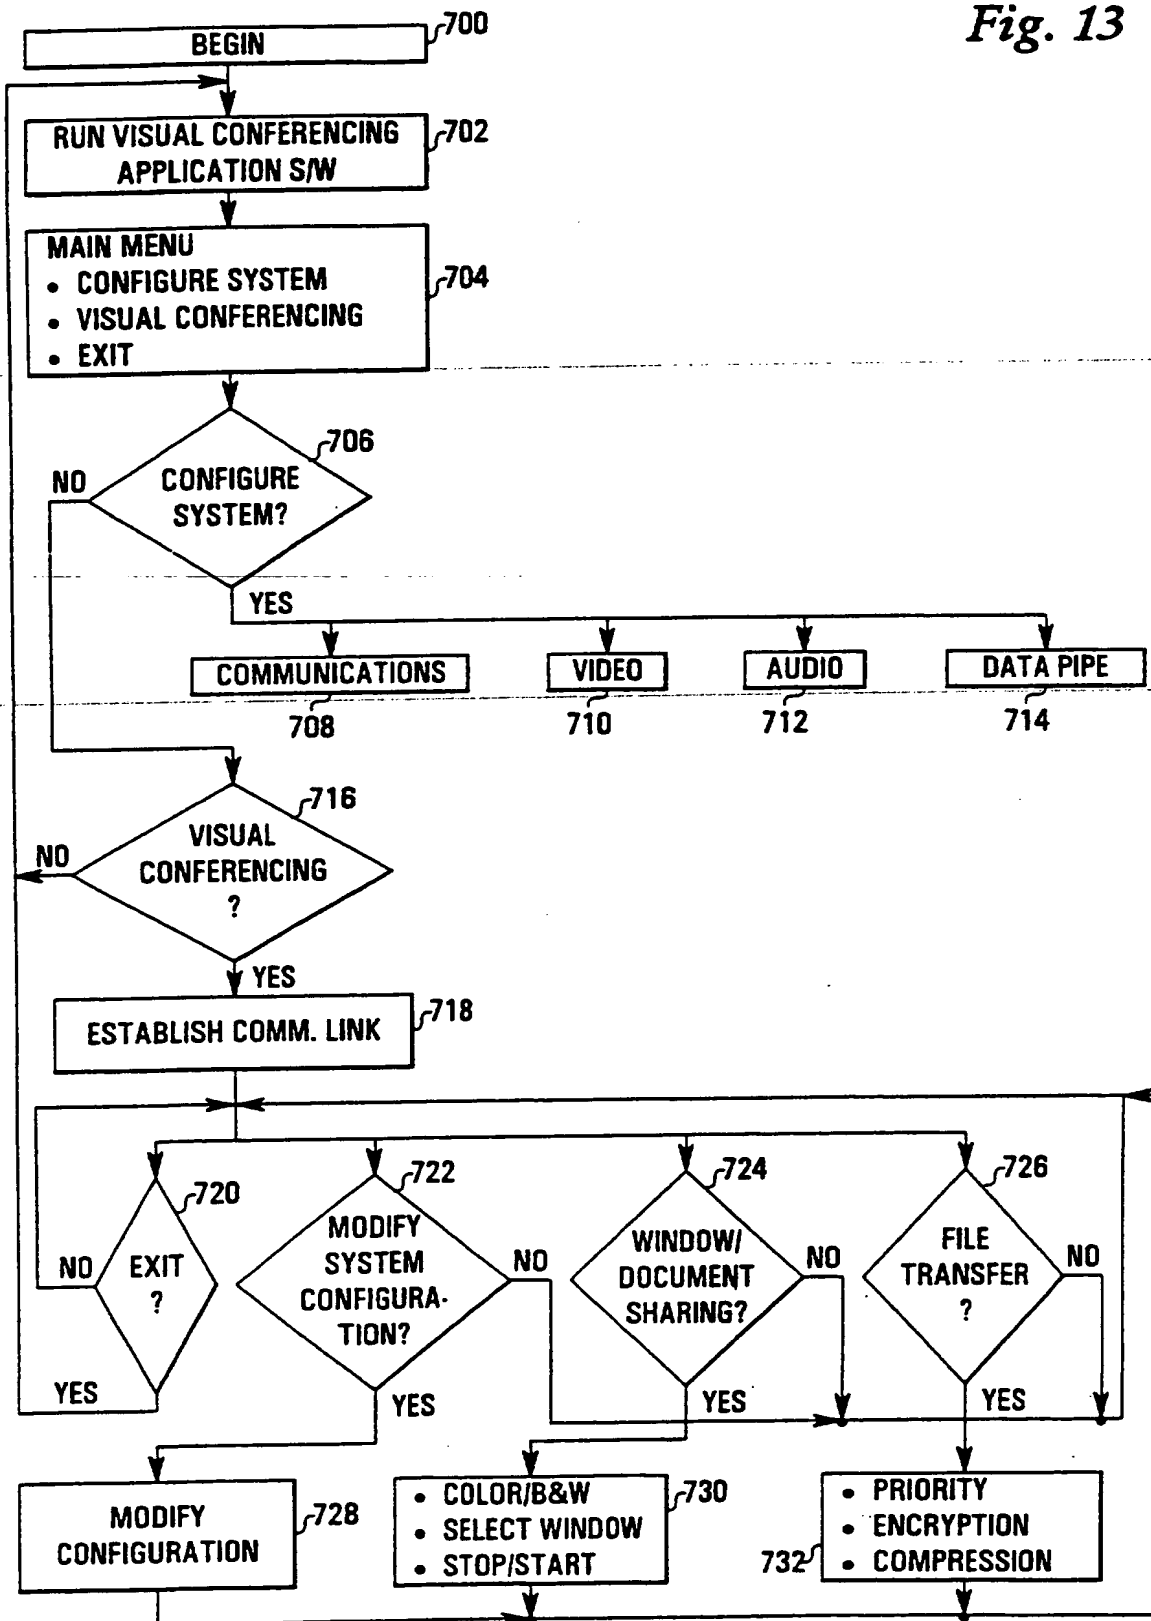 Fig. 13
BEGIN
700
RUN VISUAL CONFERENCING
APPLICATION S/W
702
MAIN MENU
• CONFIGURE SYSTEM
• VISUAL CONFERENCING
• EXIT
704
706
CONFIGURE
SYSTEM?
NO
YES
COMMUNICATIONS
VIDEO
AUDIO
DATA PIPE
708
710
712
714
716
VISUAL
CONFERENCING
?
NO
YES
ESTABLISH COMM. LINK
718
720
EXIT
?
NO
YES
722
MODIFY
SYSTEM
CONFIGURA-
TION?
NO
YES
724
WINDOW/
DOCUMENT
SHARING?
NO
YES
726
FILE
TRANSFER
?
NO
YES
MODIFY
CONFIGURATION
728
• COLOR/B&W
• SELECT WINDOW
• STOP/START
730
• PRIORITY
• ENCRYPTION
• COMPRESSION
732